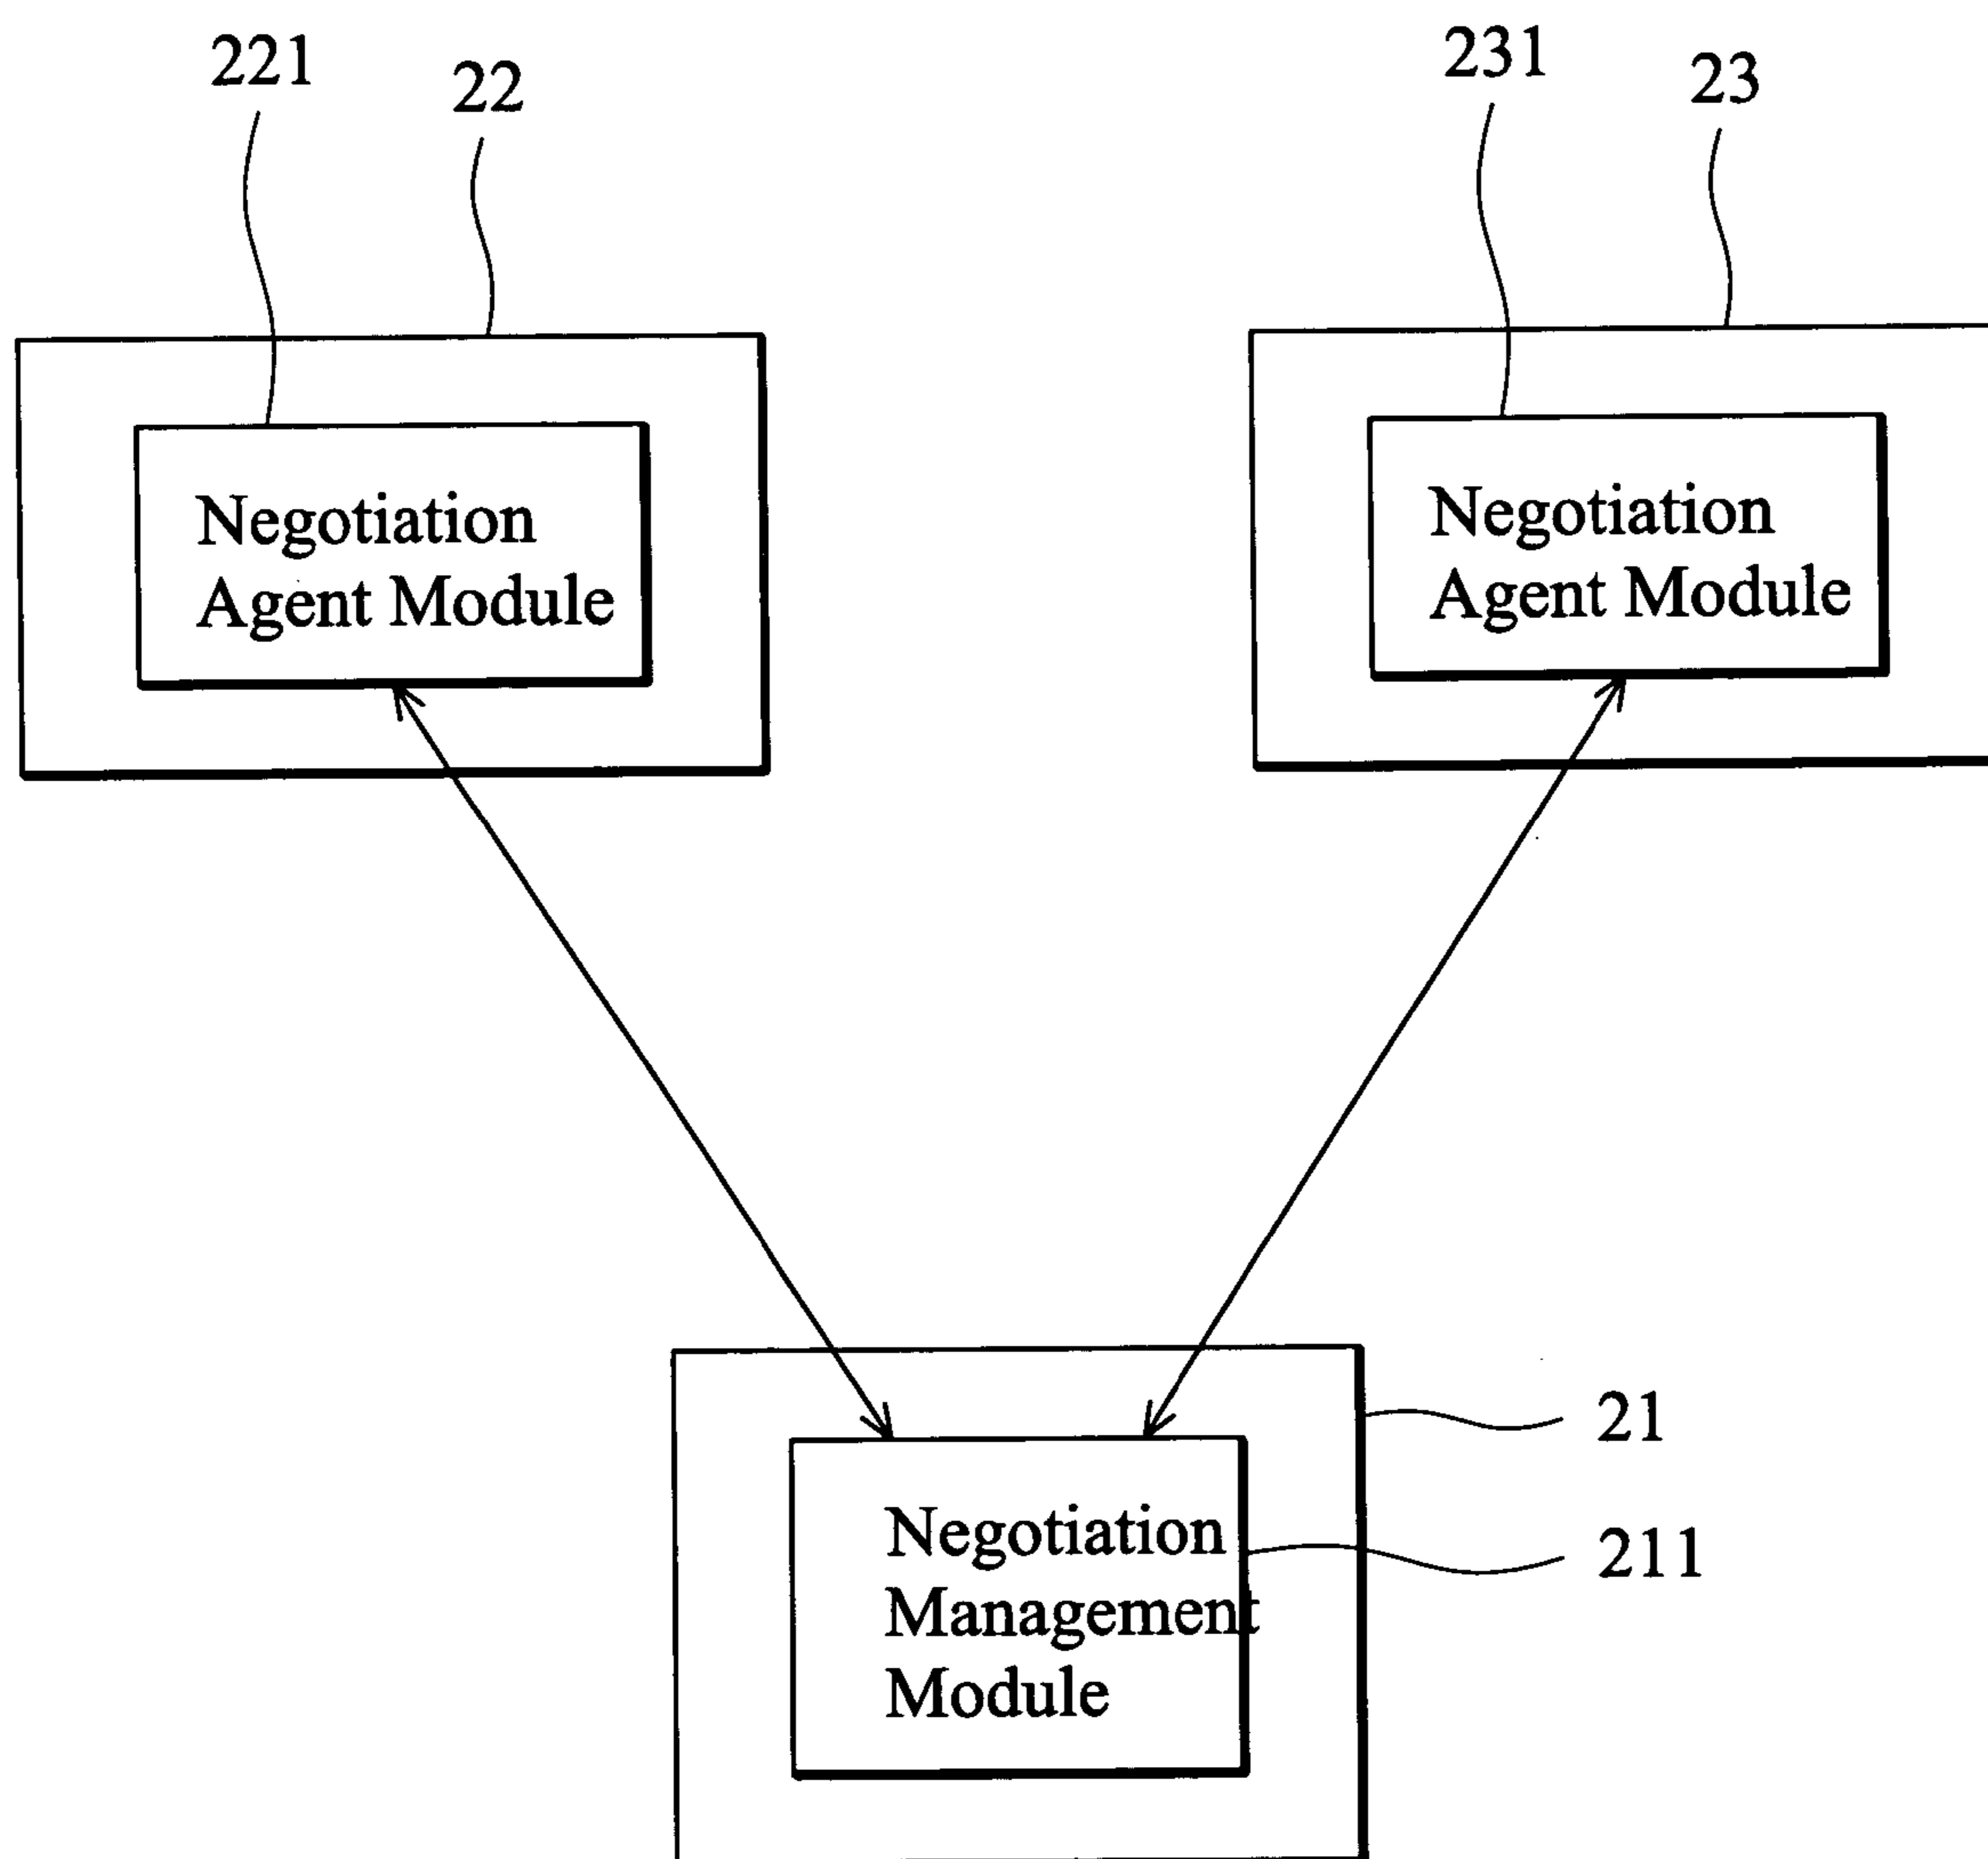 221
22
231
23
Negotiation
Agent Module
Negotiation
Agent Module
21
Negotiation
Management
Module
211